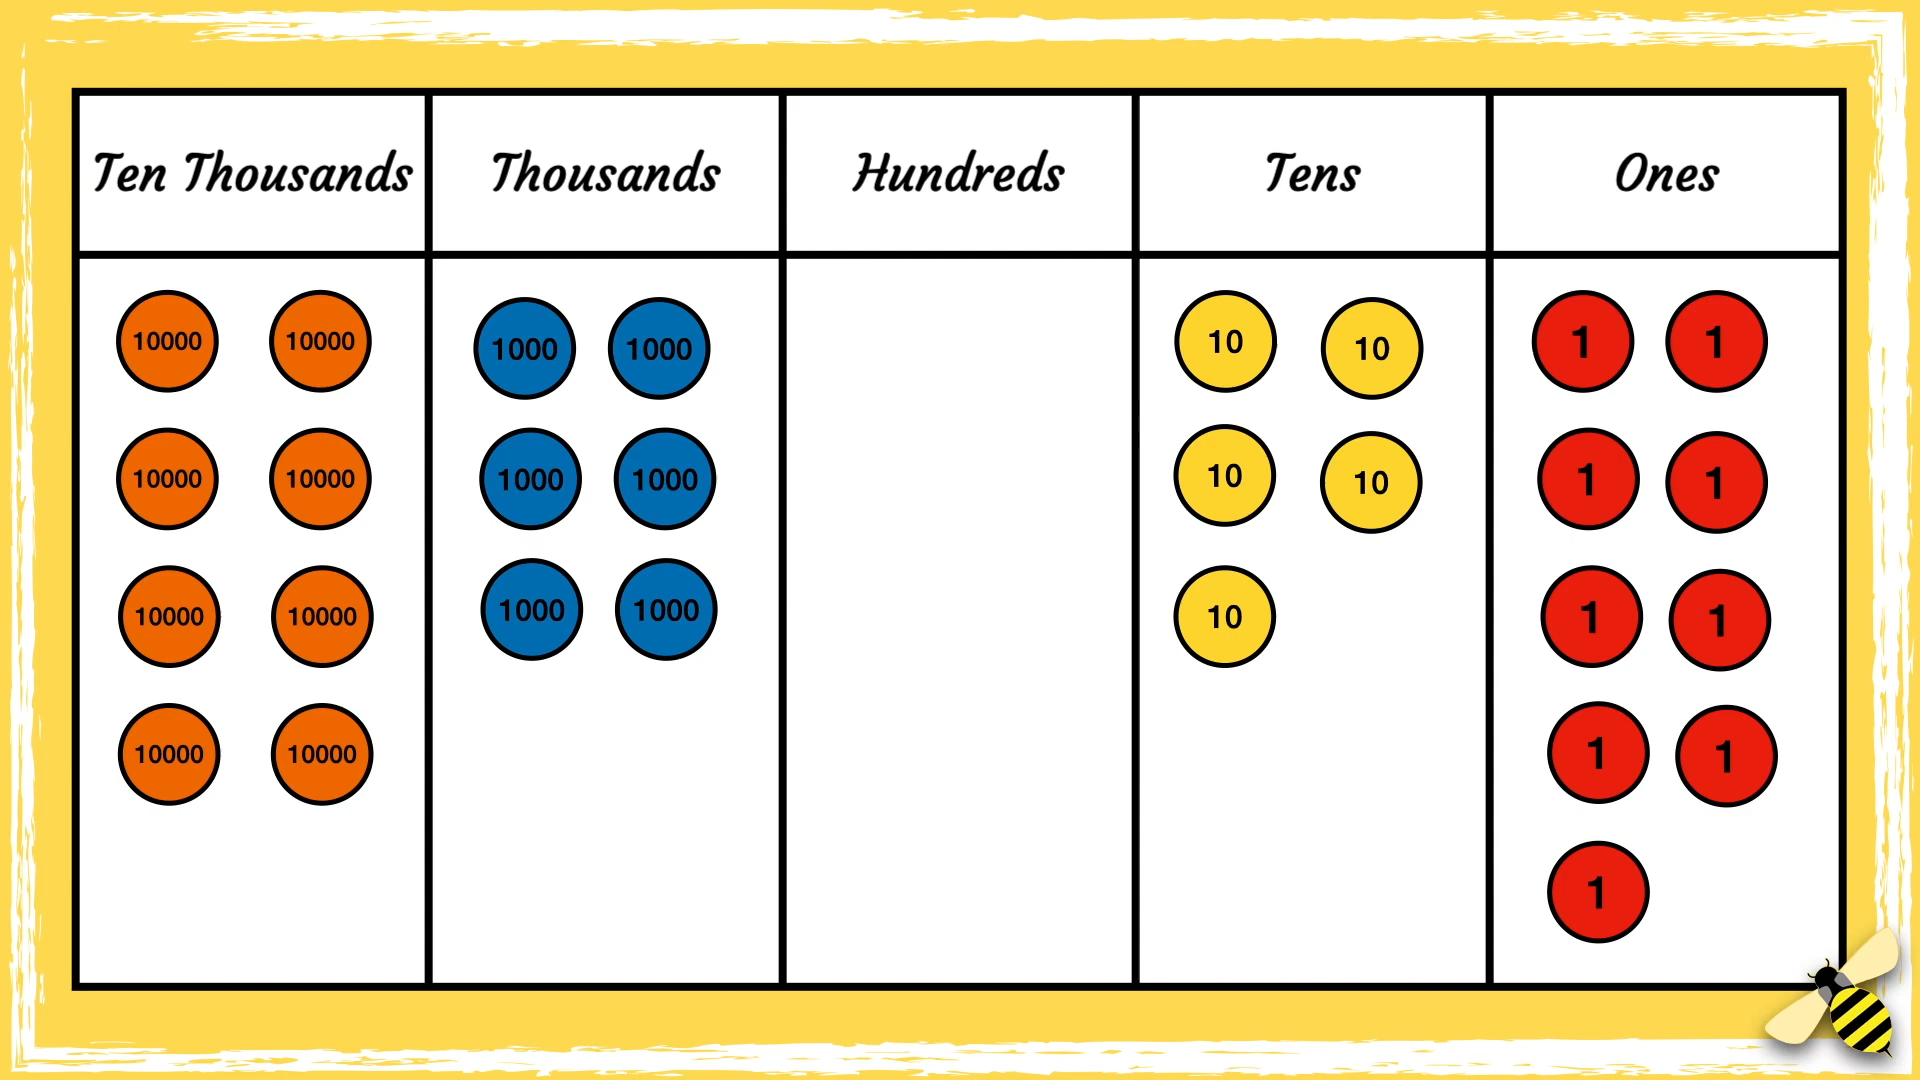 Ten Thousands Thousands Hundreds Tens Ones
10000 10000 1000 1000 10 10 1 1
10000 10000 1000 1000 10 10 1 1
10000 10000 1000 1000 10 1 1
10000 10000 1 1
1